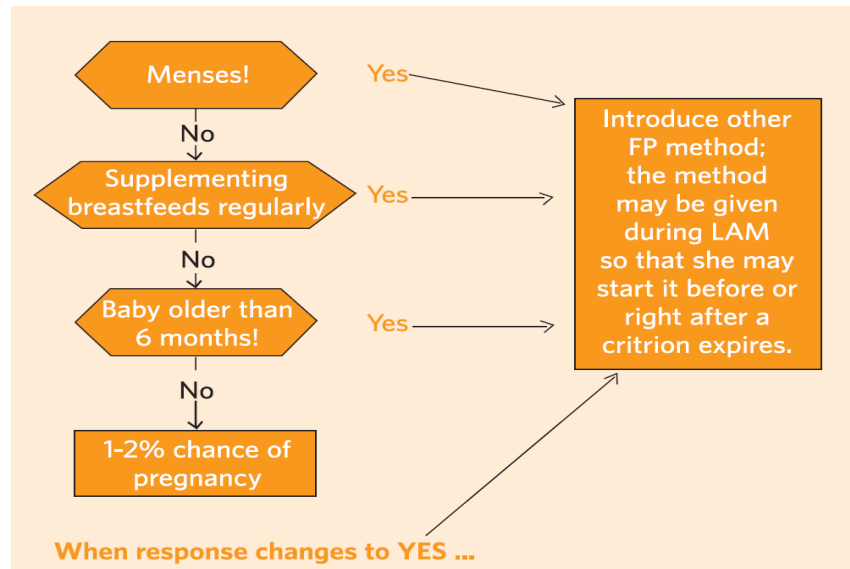 Menses!
Yes
No
Supplementing
breastfeeds regularly
Yes
No
Baby older than
6 months!
Yes
No
1-2% chance of
pregnancy
Introduce other
FP method;
the method
may be given
during LAM
so that she may
start it before or
right after a
critrion expires.
When response changes to YES ...